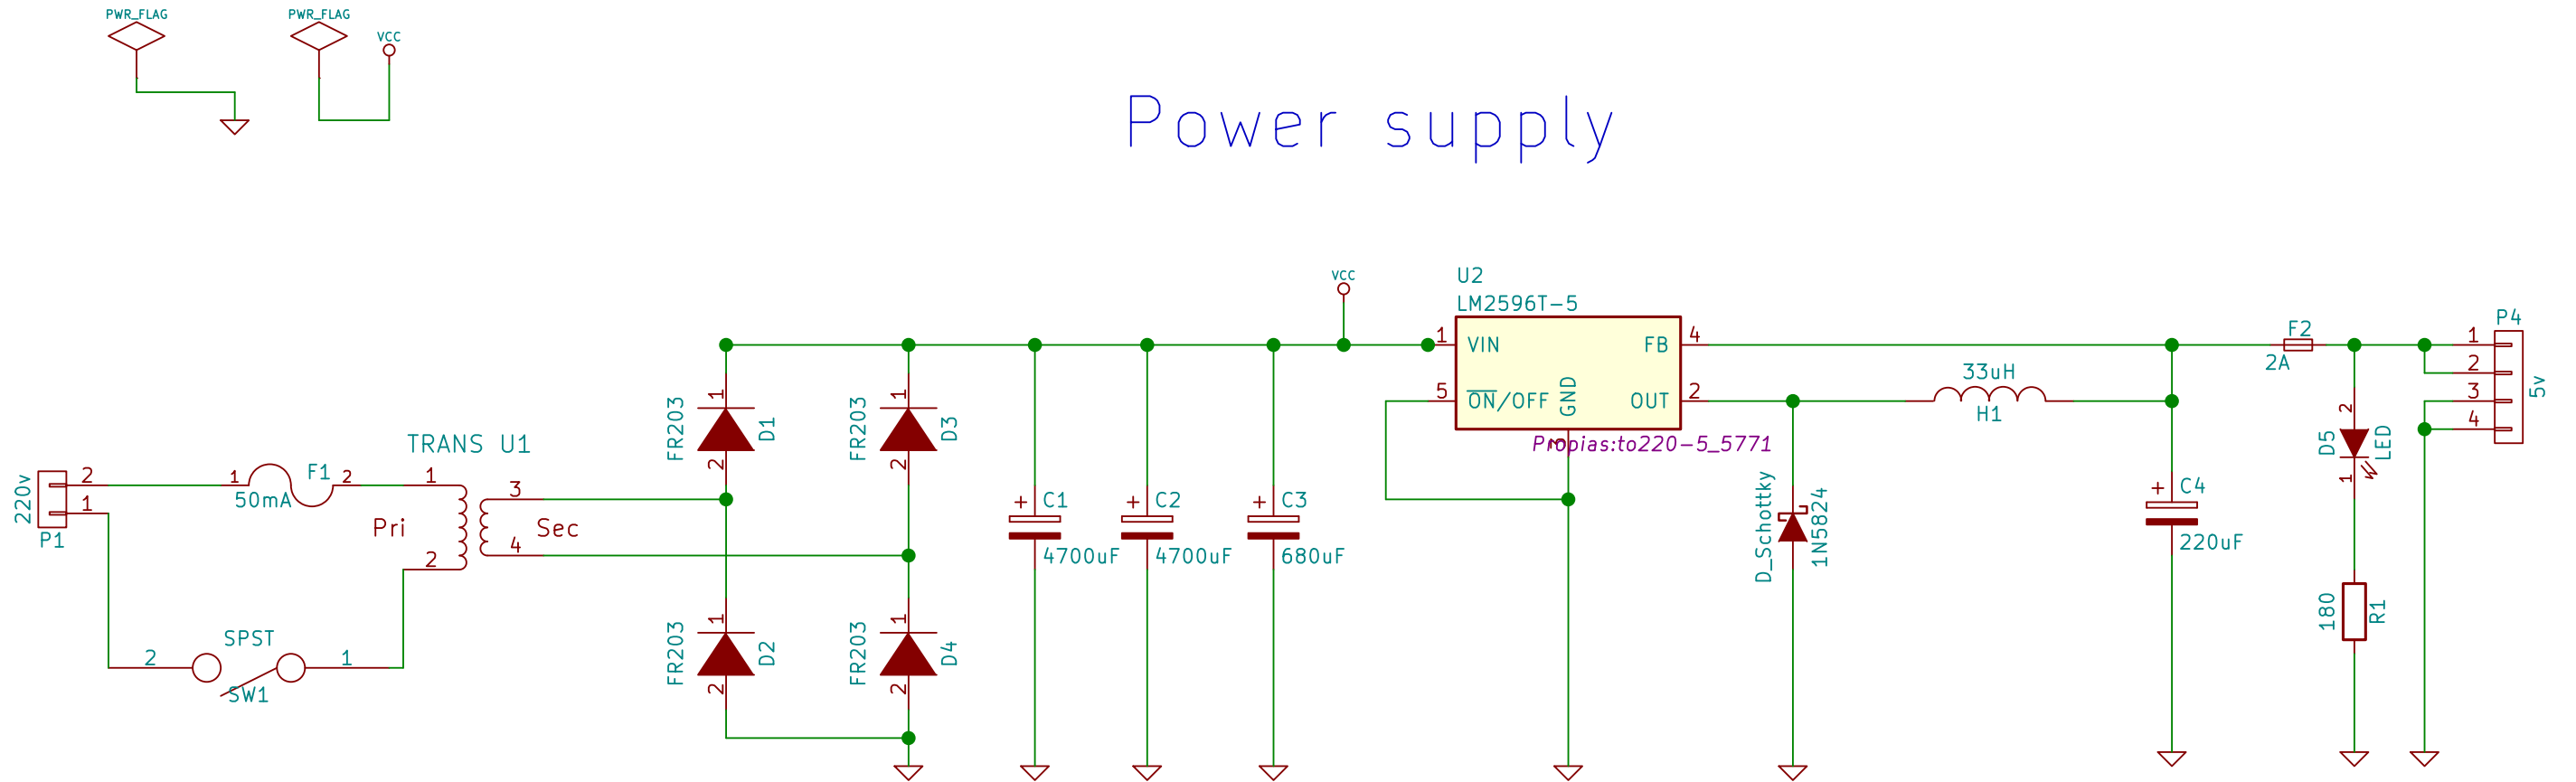 PWR_FLAG
PWR_FLAG
VCC
Power supply
VCC
U2
LM2596T-5
1 VIN
FB 4
5 ON/OFF
GND
OUT 2
3
Propias:to220-5_5771
F2
2A
P4
1
2
3
4
5v
33uH
H1
TRANS U1
220v
2
1
P1
1 F1 2
50mA
1
Pri
2
3
Sec
4
SPST
2
1
SW1
FR203
1
D1
2
FR203
1
D3
2
FR203
1
D2
2
FR203
1
D4
2
+ C1
4700uF
+ C2
4700uF
+ C3
680uF
D_Schottky
1N5824
+ C4
220uF
2
D5
LED
1
180
R1